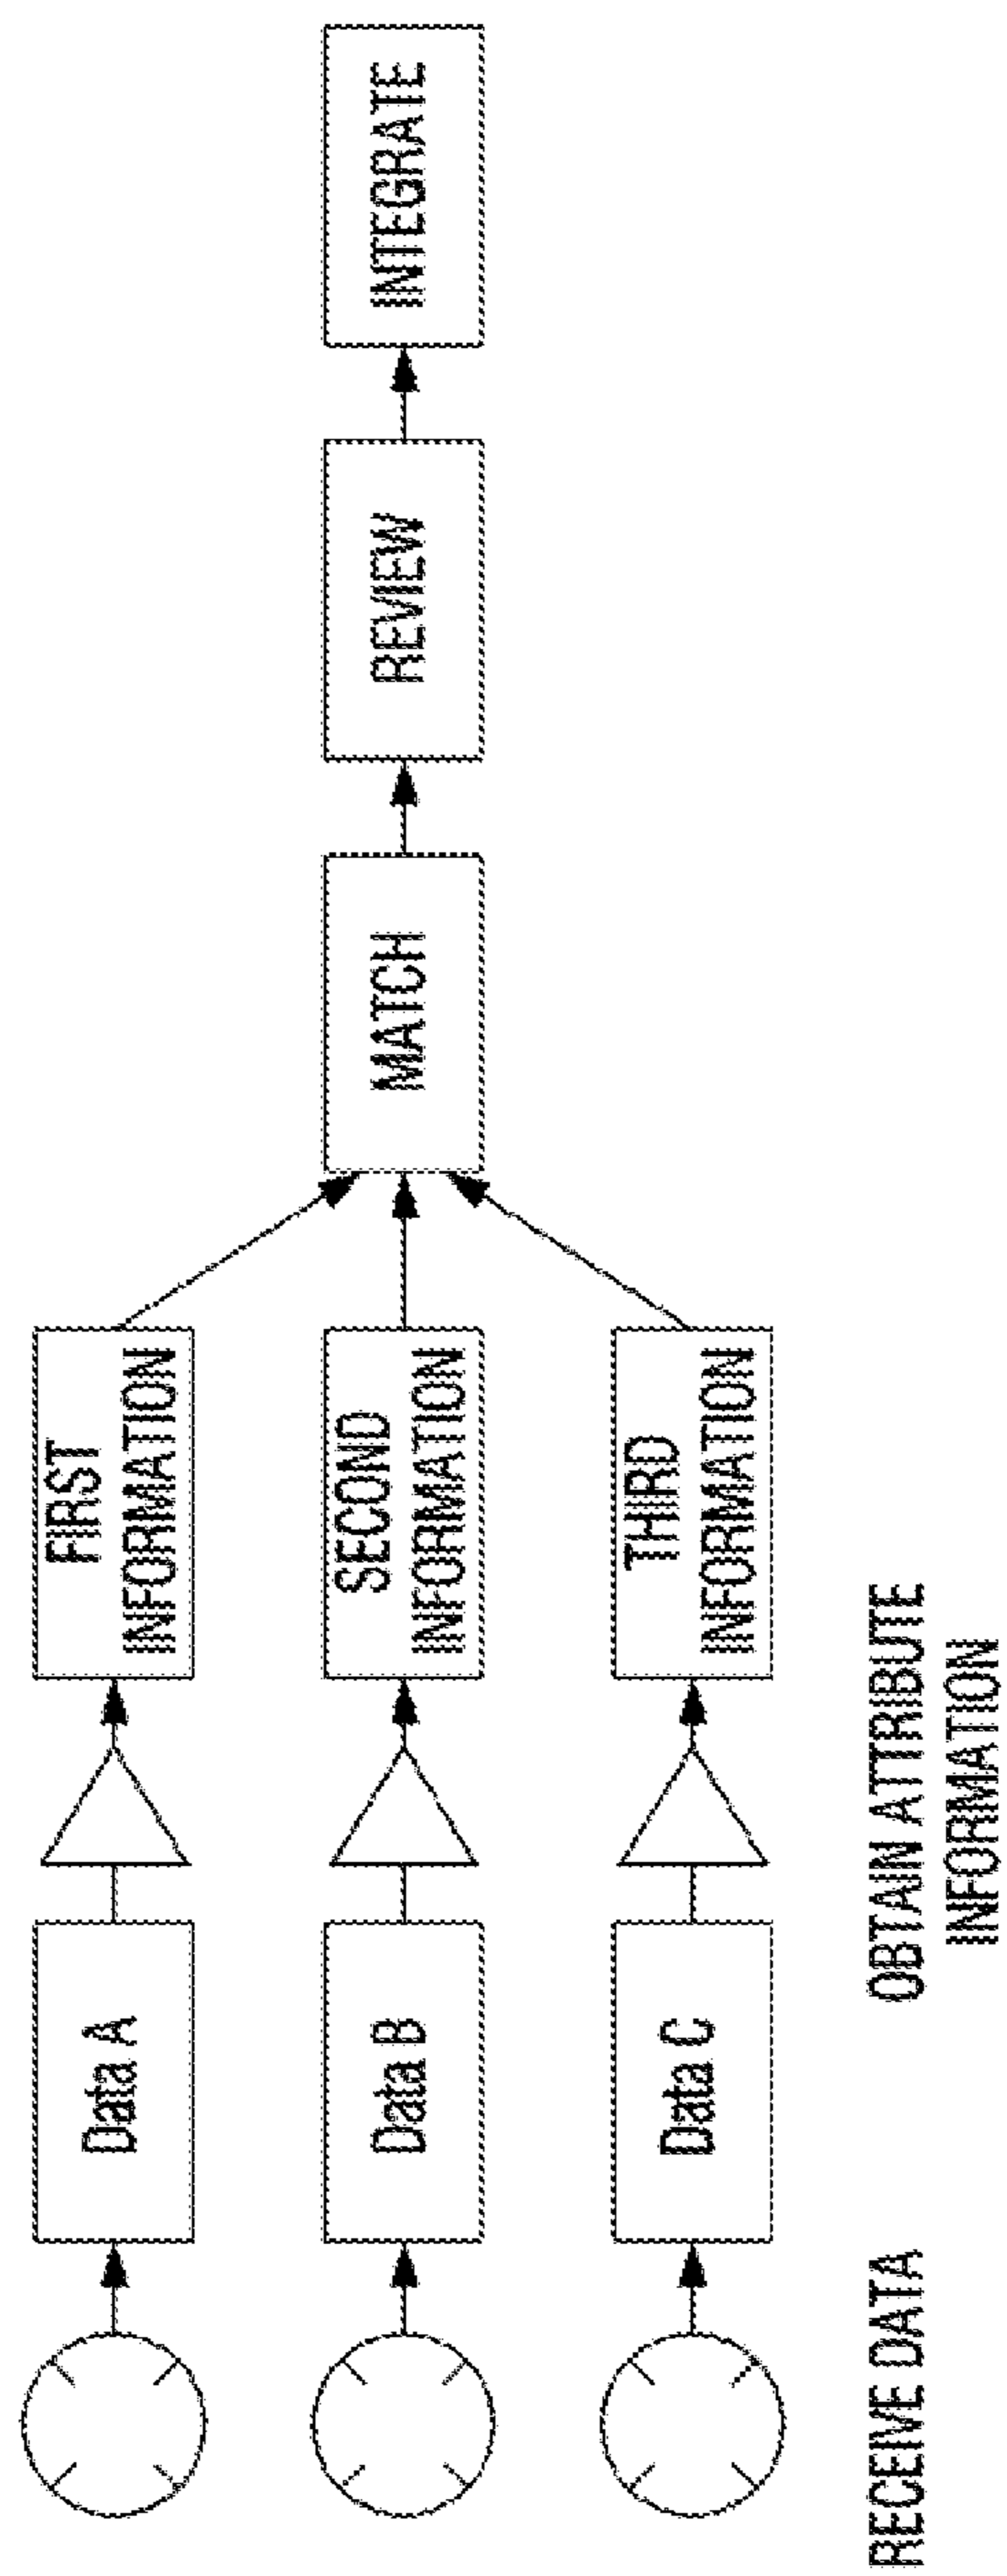 Data A
FIRST
INFORMATION
Data B
SECOND
INFORMATION
MATCH
REVIEW
INTEGRATE
Data C
THIRD
INFORMATION
RECEIVE DATA
OBTAIN ATTRIBUTE
INFORMATION